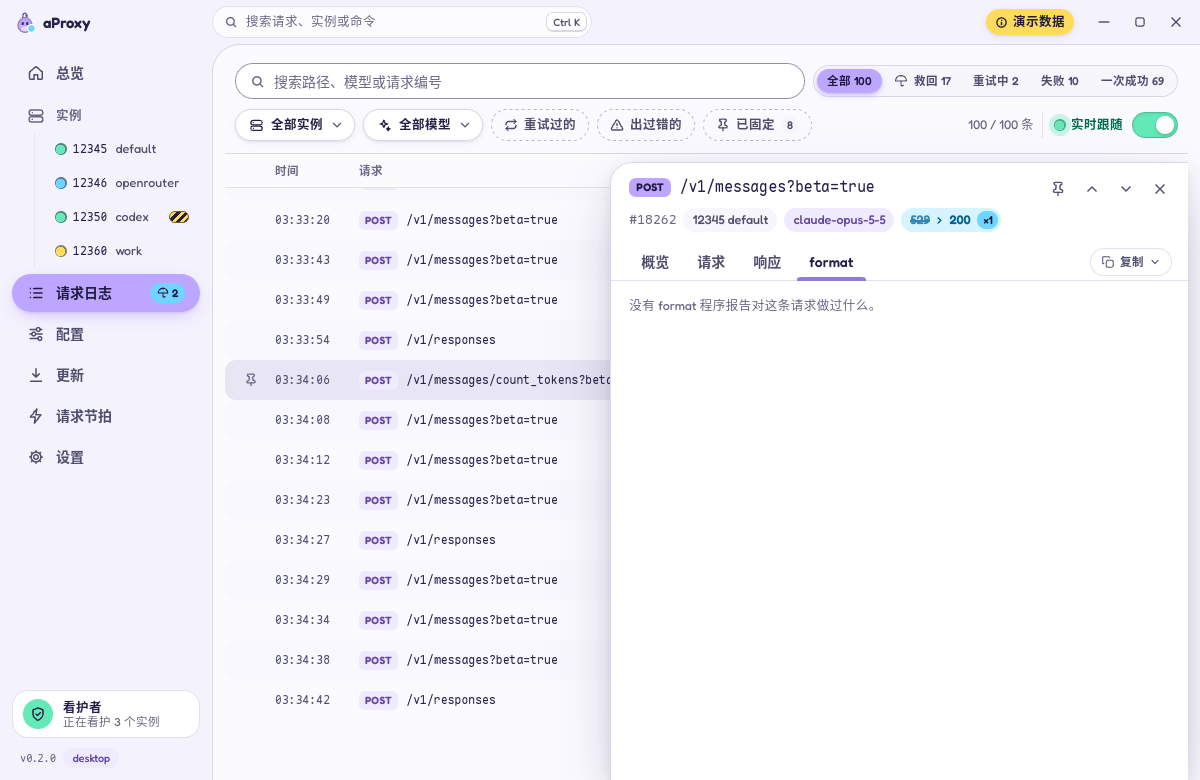 aProxy
搜索请求、实例或命令
Ctrl K
演示数据
总览
实例
12345 default
12346 openrouter
12350 codex
12360 work
请求日志 2
配置
更新
请求节拍
设置
看护者
正在看护 3 个实例
v0.2.0 desktop
搜索路径、模型或请求编号
全部 100 救回 17 重试中 2 失败 10 一次成功 69
全部实例 全部模型 重试过的 出过错的 已固定 8
100 / 100 条 实时跟随
时间 请求
03:33:20 POST /v1/messages?beta=true
03:33:43 POST /v1/messages?beta=true
03:33:49 POST /v1/messages?beta=true
03:33:54 POST /v1/responses
03:34:06 POST /v1/messages/count_tokens?beta
03:34:08 POST /v1/messages?beta=true
03:34:12 POST /v1/messages?beta=true
03:34:23 POST /v1/messages?beta=true
03:34:27 POST /v1/responses
03:34:29 POST /v1/messages?beta=true
03:34:34 POST /v1/messages?beta=true
03:34:38 POST /v1/messages?beta=true
03:34:42 POST /v1/responses
POST /v1/messages?beta=true
#18262 12345 default claude-opus-5-5 529 > 200 x1
概览 请求 响应 format
复制
没有 format 程序报告对这条请求做过什么。